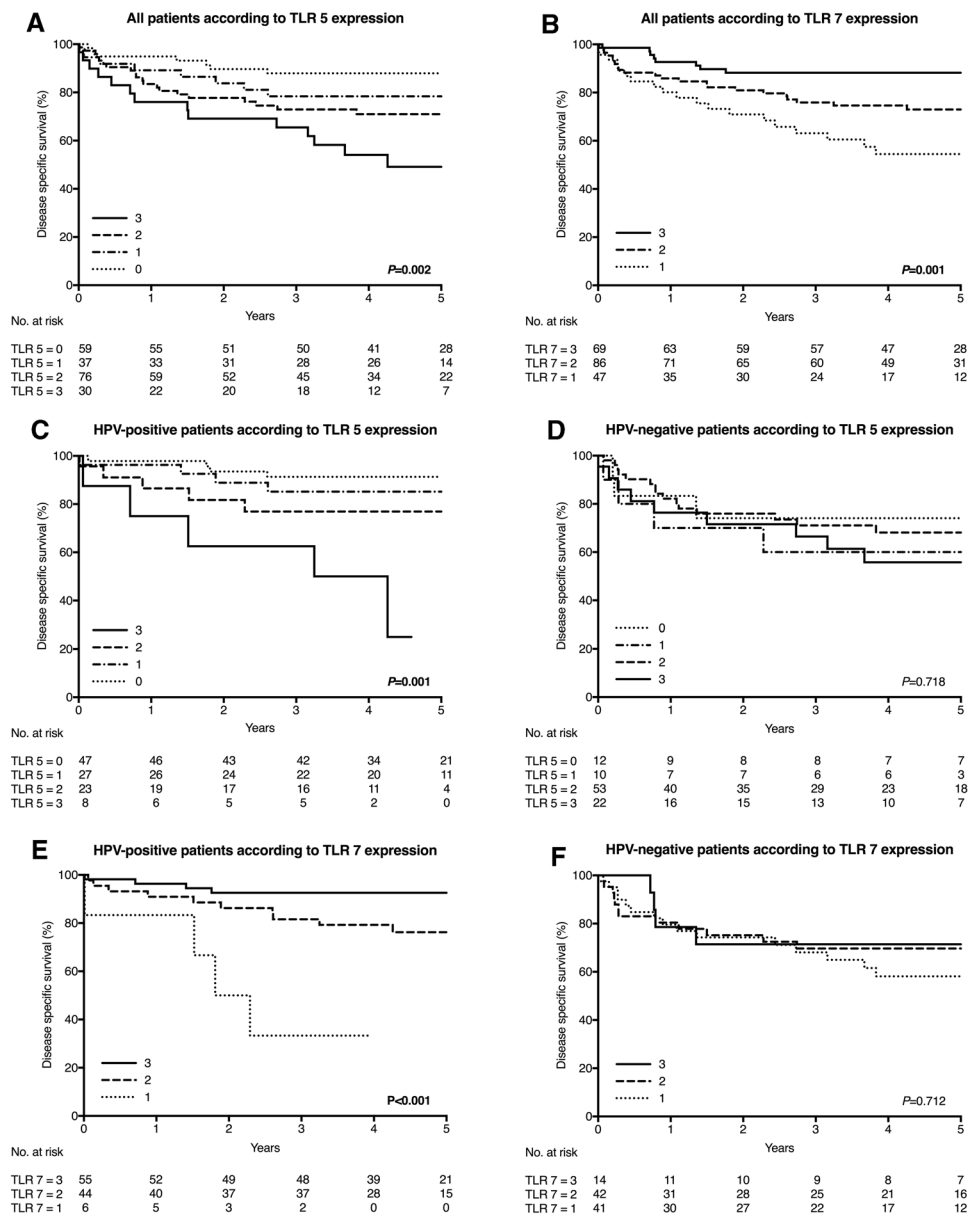 A
All patients according to TLR 5 expression
Disease specific survival (%)
100
80
60
40
20
0
3
2
1
0
P=0.002
0 1 2 3 4 5
Years
No. at risk
TLR 5 = 0 59 55 51 50 41 28
TLR 5 = 1 37 33 31 28 26 14
TLR 5 = 2 76 59 52 45 34 22
TLR 5 = 3 30 22 20 18 12 7
B
All patients according to TLR 7 expression
Disease specific survival (%)
100
80
60
40
20
0
3
2
1
P=0.001
0 1 2 3 4 5
Years
No. at risk
TLR 7 = 3 69 63 59 57 47 28
TLR 7 = 2 86 71 65 60 49 31
TLR 7 = 1 47 35 30 24 17 12
C
HPV-positive patients according to TLR 5 expression
Disease specific survival (%)
100
80
60
40
20
0
3
2
1
0
P=0.001
0 1 2 3 4 5
Years
No. at risk
TLR 5 = 0 47 46 43 42 34 21
TLR 5 = 1 27 26 24 22 20 11
TLR 5 = 2 23 19 17 16 11 4
TLR 5 = 3 8 6 5 5 2 0
D
HPV-negative patients according to TLR 5 expression
Disease specific survival (%)
100
80
60
40
20
0
0
1
2
3
P=0.718
0 1 2 3 4 5
Years
No. at risk
TLR 5 = 0 12 9 8 8 7 7
TLR 5 = 1 10 7 7 6 6 3
TLR 5 = 2 53 40 35 29 23 18
TLR 5 = 3 22 16 15 13 10 7
E
HPV-positive patients according to TLR 7 expression
Disease specific survival (%)
100
80
60
40
20
0
3
2
1
P<0.001
0 1 2 3 4 5
Years
No. at risk
TLR 7 = 3 55 52 49 48 39 21
TLR 7 = 2 44 40 37 37 28 15
TLR 7 = 1 6 5 3 2 0 0
F
HPV-negative patients according to TLR 7 expression
Disease specific survival (%)
100
80
60
40
20
0
3
2
1
P=0.712
0 1 2 3 4 5
Years
No. at risk
TLR 7 = 3 14 11 10 9 8 7
TLR 7 = 2 42 31 28 25 21 16
TLR 7 = 1 41 30 27 22 17 12